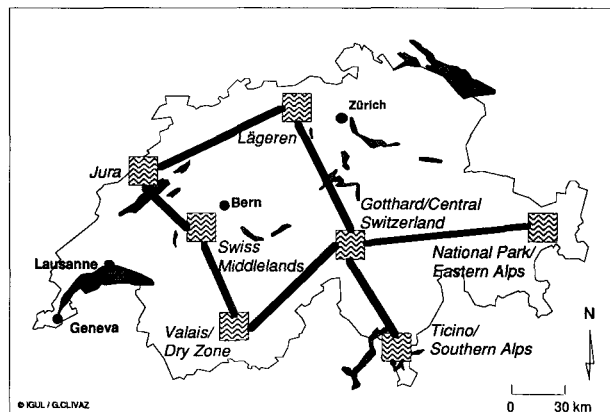 Zürich
Lägeren
Jura
Bern
Gotthard/Central
Switzerland
Swiss
Middlelands
National Park/
Eastern Alps
Lausanne
Geneva
Valais/
Dry Zone
Ticino/
Southern Alps
N
0 30 km
© IGUL / G.CLIVAZ